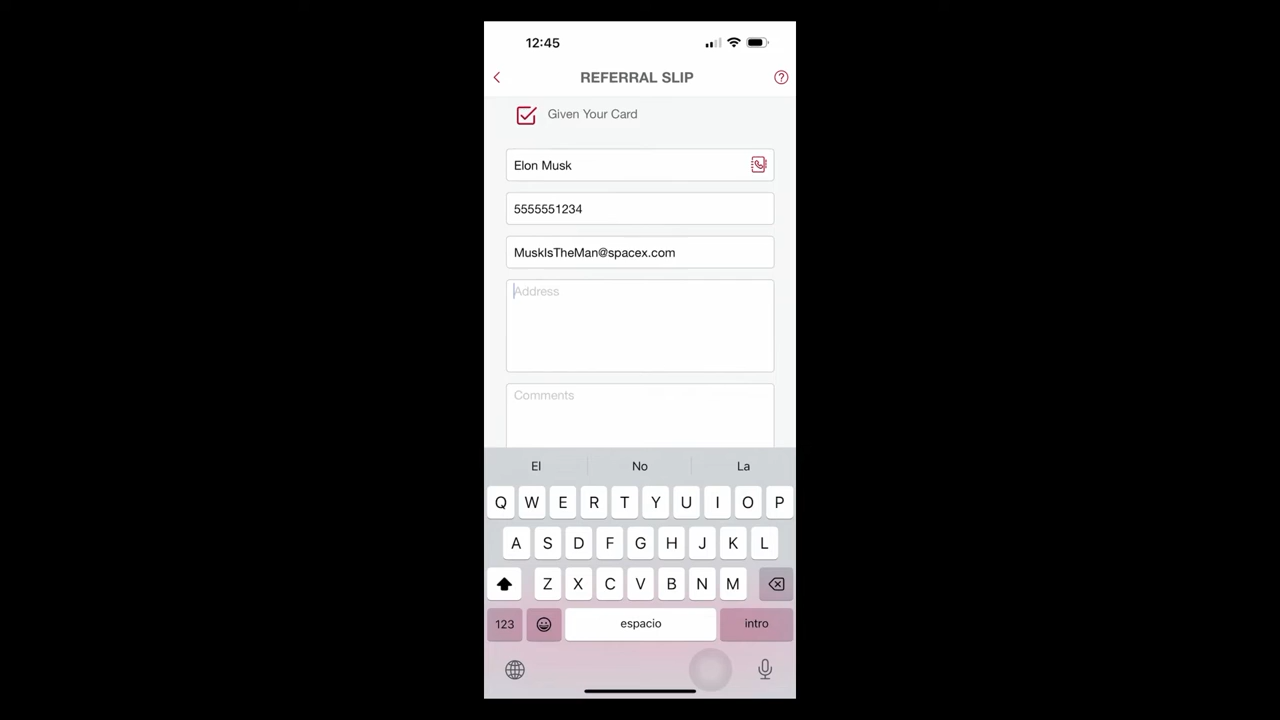 12:45
REFERRAL SLIP
Given Your Card
Elon Musk
5555551234
MuskIsTheMan@spacex.com
Address
Comments
El No La
Q W E R T Y U I O P
A S D F G H J K L
Z X C V B N M
123 espacio intro